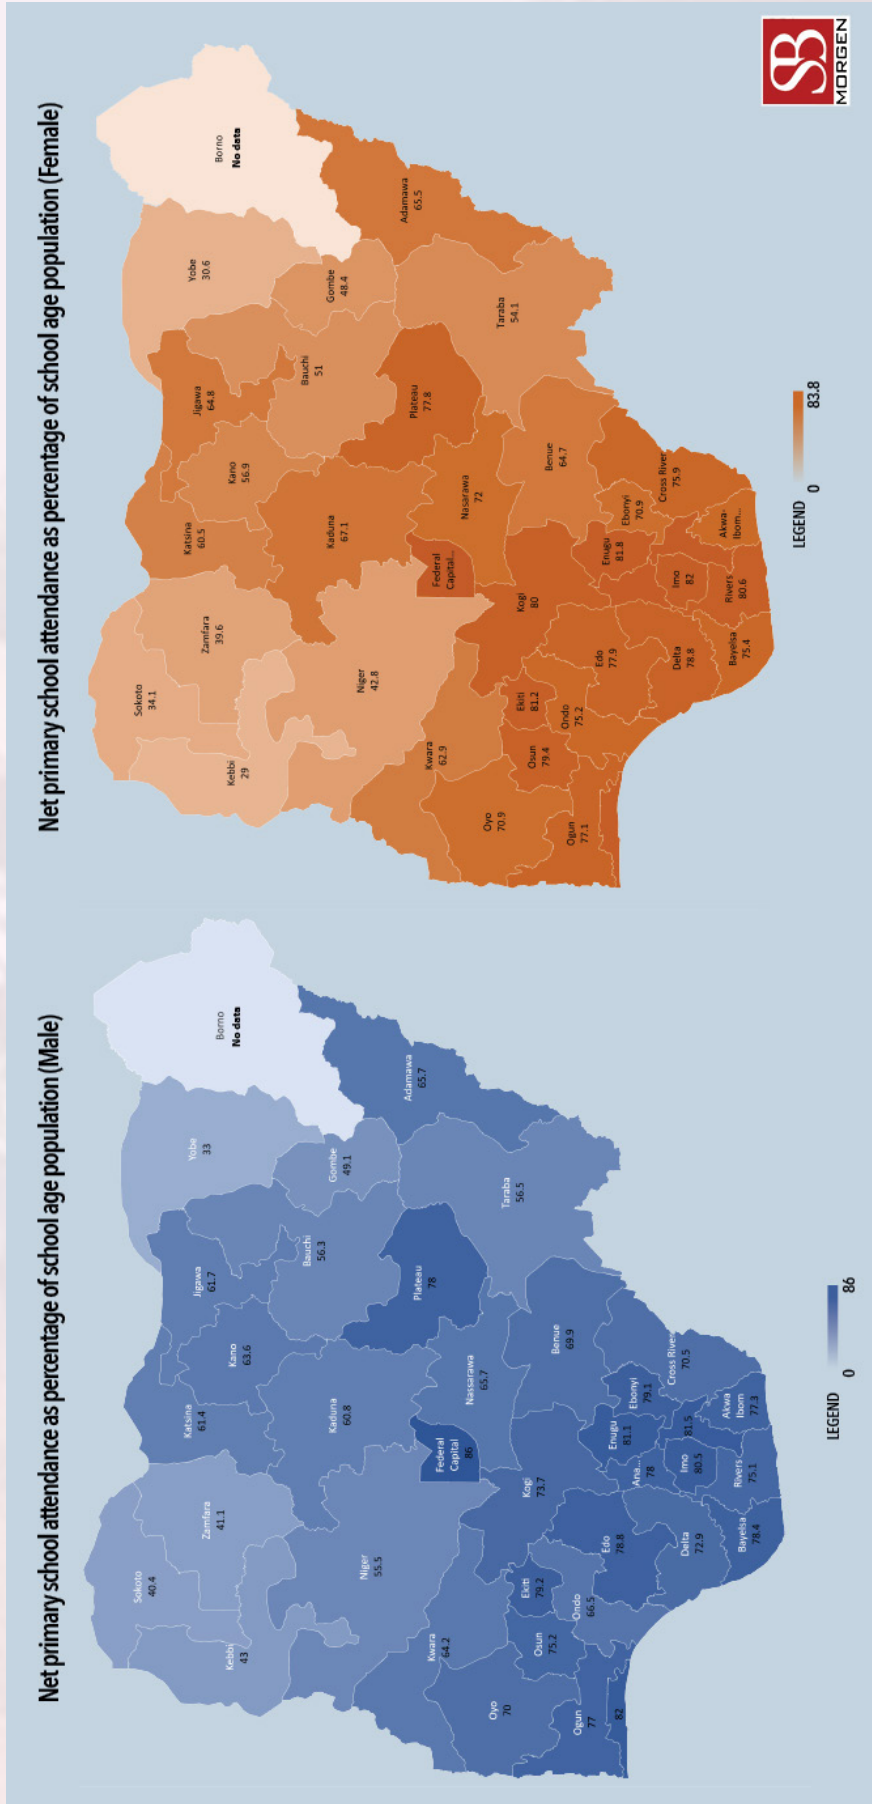 Net primary school attendance as percentage of school age population (Male)
Sokoto
40.4
Kebbi
43
Zamfara
41.1
Katsina
61.4
Kano
63.6
Jigawa
61.7
Yobe
33
Borno
No data
Bauchi
56.3
Gombe
49.1
Adamawa
65.7
Kaduna
60.8
Niger
55.5
Plateau
78
Taraba
56.5
Federal
Capital
86
Nassarawa
65.7
Kwara
64.2
Kogi
73.7
Benue
69.9
Oyo
70
Osun
75.2
Ekiti
79.2
Ondo
66.5
Edo
78.8
Ogun
77
82
Enugu
81.1
Ebonyi
79.1
Ana...
78
Cross River
70.5
Delta
72.9
Imo
80.5
81.5
Akwa
Ibom
77.3
Rivers
75.1
Bayelsa
78.4
LEGEND
0
86
Net primary school attendance as percentage of school age population (Female)
Sokoto
34.1
Kebbi
29
Zamfara
39.6
Katsina
60.5
Kano
56.9
Jigawa
64.8
Yobe
30.6
Borno
No data
Bauchi
51
Gombe
48.4
Adamawa
65.5
Kaduna
67.1
Niger
42.8
Plateau
77.8
Taraba
54.1
Federal
Capital...
Nasarawa
72
Kwara
62.9
Kogi
80
Benue
64.7
Oyo
70.9
Osun
79.4
Ekiti
81.2
Ondo
75.2
Edo
77.9
Ogun
77.1
Enugu
81.8
Ebonyi
70.9
Cross River
75.9
Delta
78.8
Imo
82
Akwa-
Ibom...
Rivers
80.6
Bayelsa
75.4
LEGEND
0
83.8
SB
MORGEN